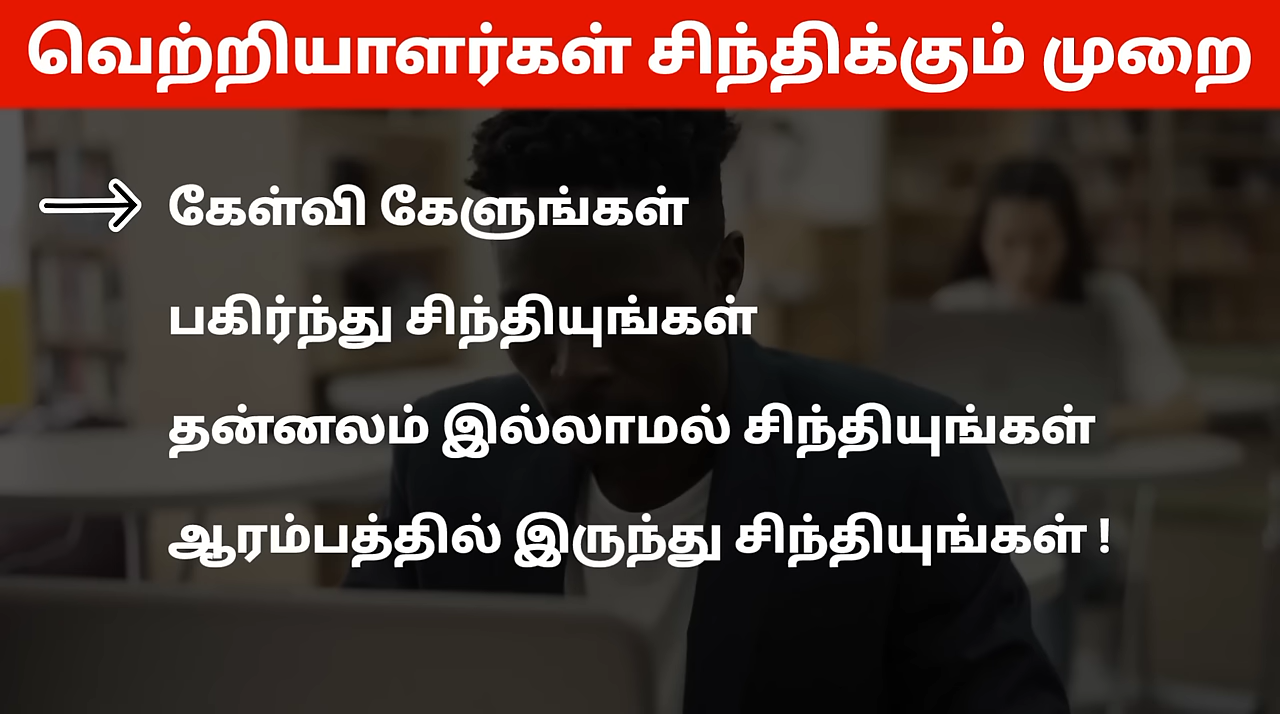 வெற்றியாளர்கள் சிந்திக்கும் முறை
கேள்வி கேளுங்கள்
பகிர்ந்து சிந்தியுங்கள்
தன்னலம் இல்லாமல் சிந்தியுங்கள்
ஆரம்பத்தில் இருந்து சிந்தியுங்கள் !